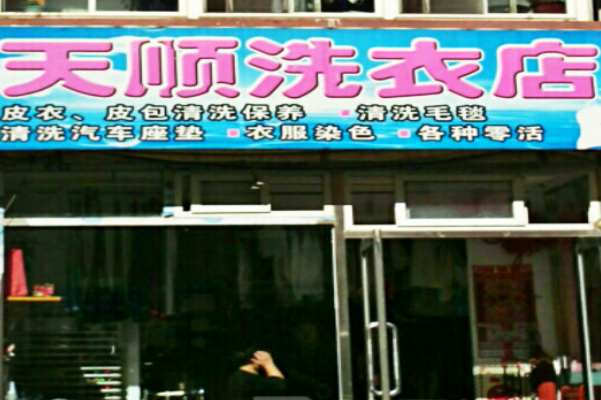 天顺洗衣店
皮衣、皮包清洗保养 ▪清洗毛毯
清洗汽车座垫 ▪衣服染色 ▪各种零活